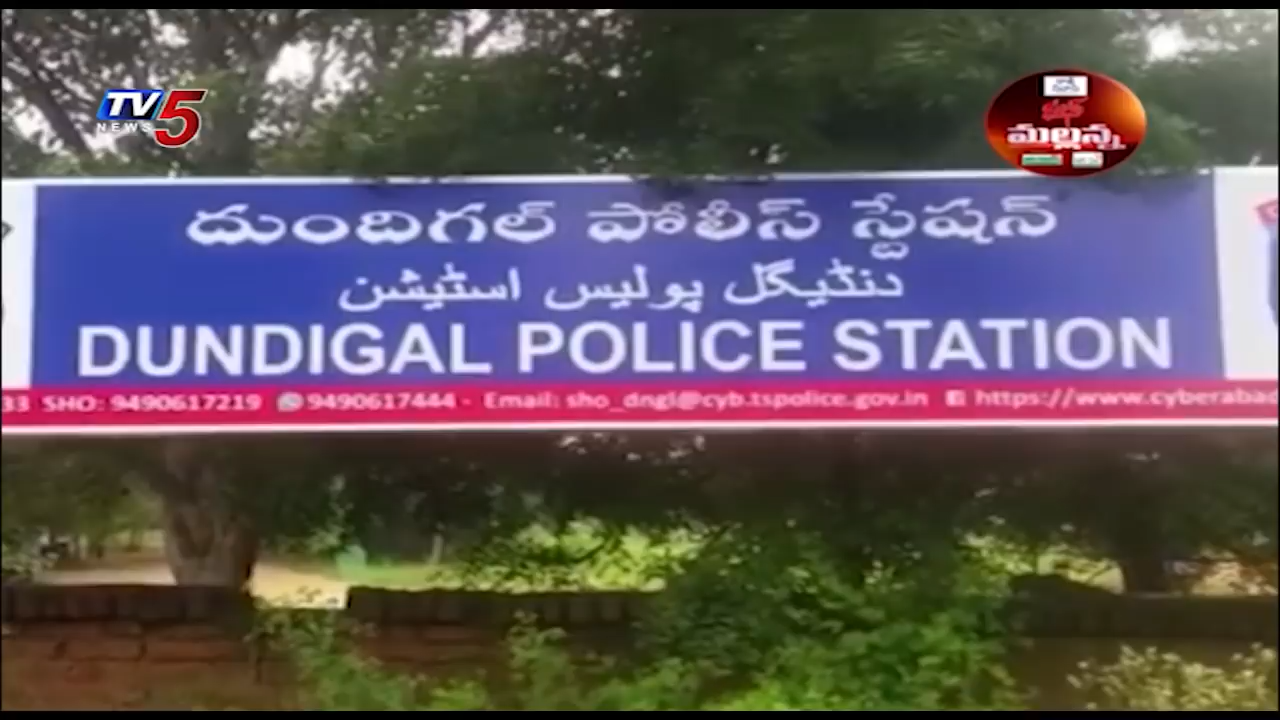 TV5
NEWS
మల్లన్న
దుండిగల్ పోలీస్ స్టేషన్
دنڈیگل پولیس اسٹیشن
DUNDIGAL POLICE STATION
33 SHO: 9490617219 9490617444 - Email: sho_dngl@cyb.tspolice.gov.in https://www.cyberabad